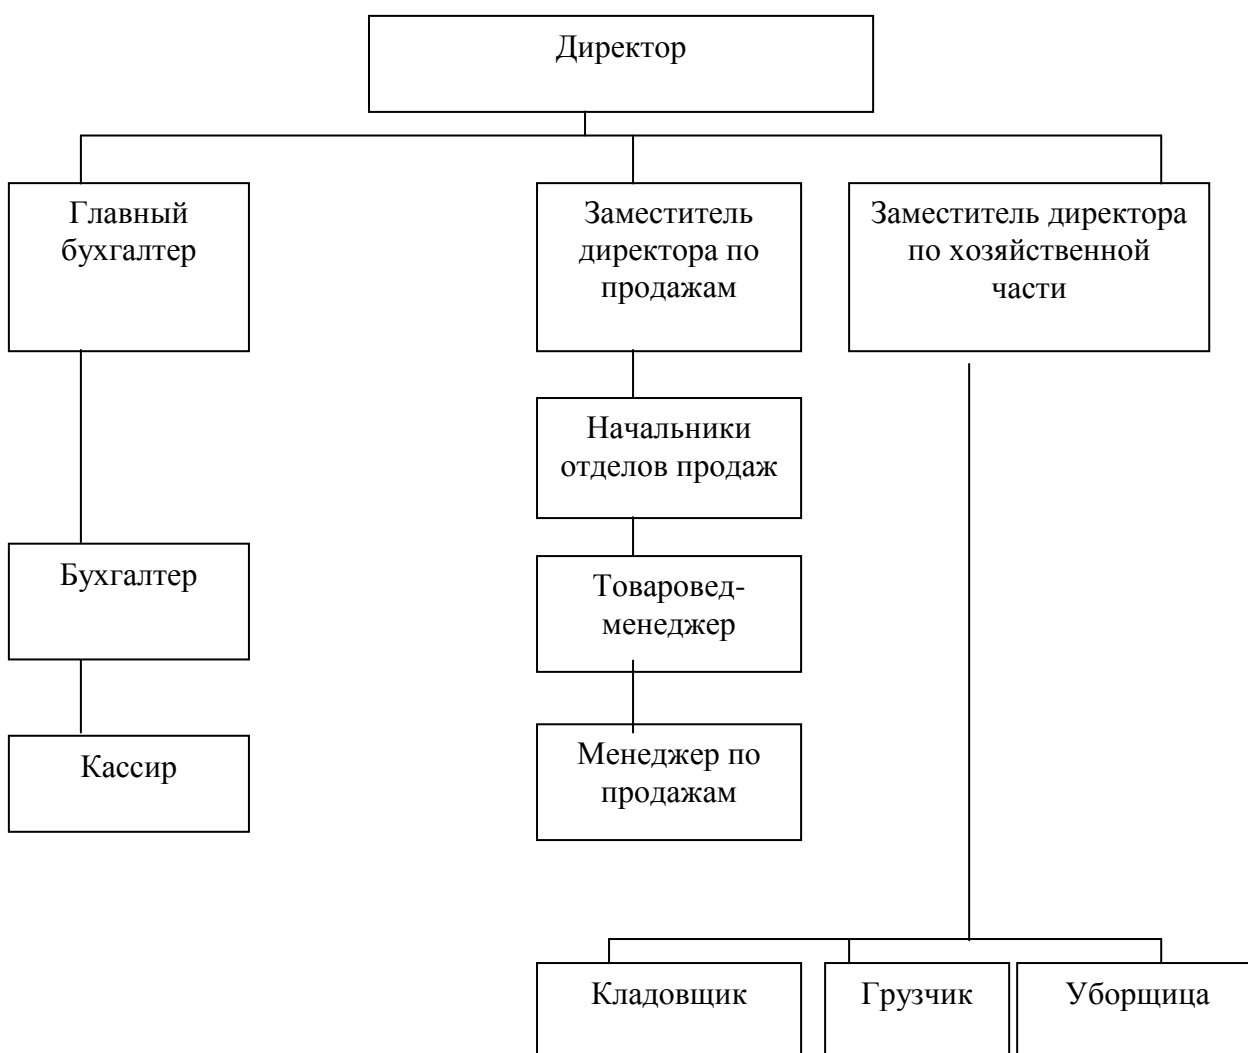 Директор
Главный
бухгалтер
Заместитель
директора по
продажам
Заместитель директора
по хозяйственной
части
Начальники
отделов продаж
Бухгалтер
Товаровед-
менеджер
Кассир
Менеджер по
продажам
Кладовщик
Грузчик
Уборщица